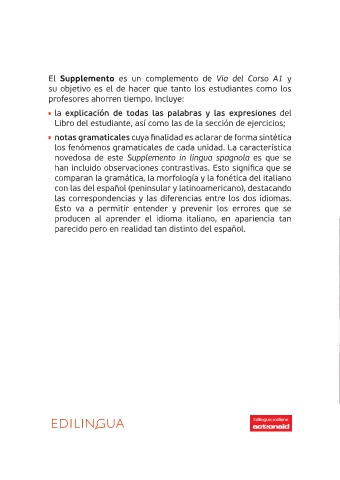 El Supplemento es un complemento de Via del Corso A1 y
su objetivo es el de hacer que tanto los estudiantes como los
profesores ahorren tiempo. Incluye:
• la explicación de todas las palabras y las expresiones del
Libro del estudiante, así como las de la sección de ejercicios;
• notas gramaticales cuya finalidad es aclarar de forma sintética
los fenómenos gramaticales de cada unidad. La característica
novedosa de este Supplemento in lingua spagnola es que se
han incluido observaciones contrastivas. Esto significa que se
comparan la gramática, la morfología y la fonética del italiano
con las del español (peninsular y latinoamericano), destacando
las correspondencias y las diferencias entre los dos idiomas.
Esto va a permitir entender y prevenir los errores que se
producen al aprender el idioma italiano, en apariencia tan
parecido pero en realidad tan distinto del español.
EDILINGUA
Edilingua sostiene
actionaid